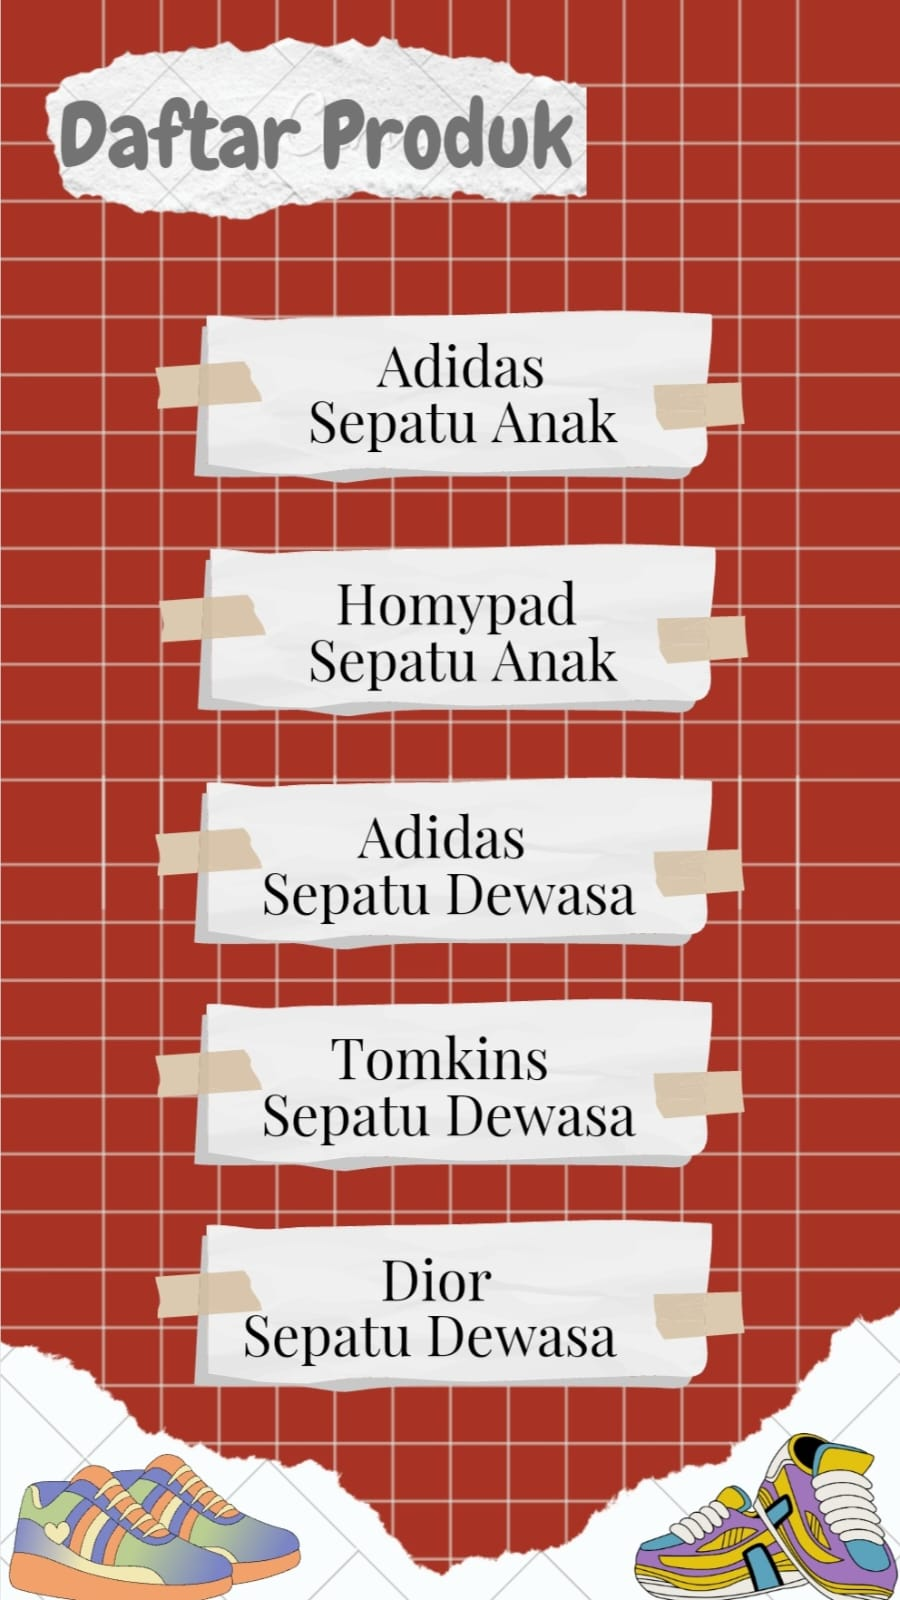 Daftar Produk
Adidas
Sepatu Anak
Homypad
Sepatu Anak
Adidas
Sepatu Dewasa
Tomkins
Sepatu Dewasa
Dior
Sepatu Dewasa